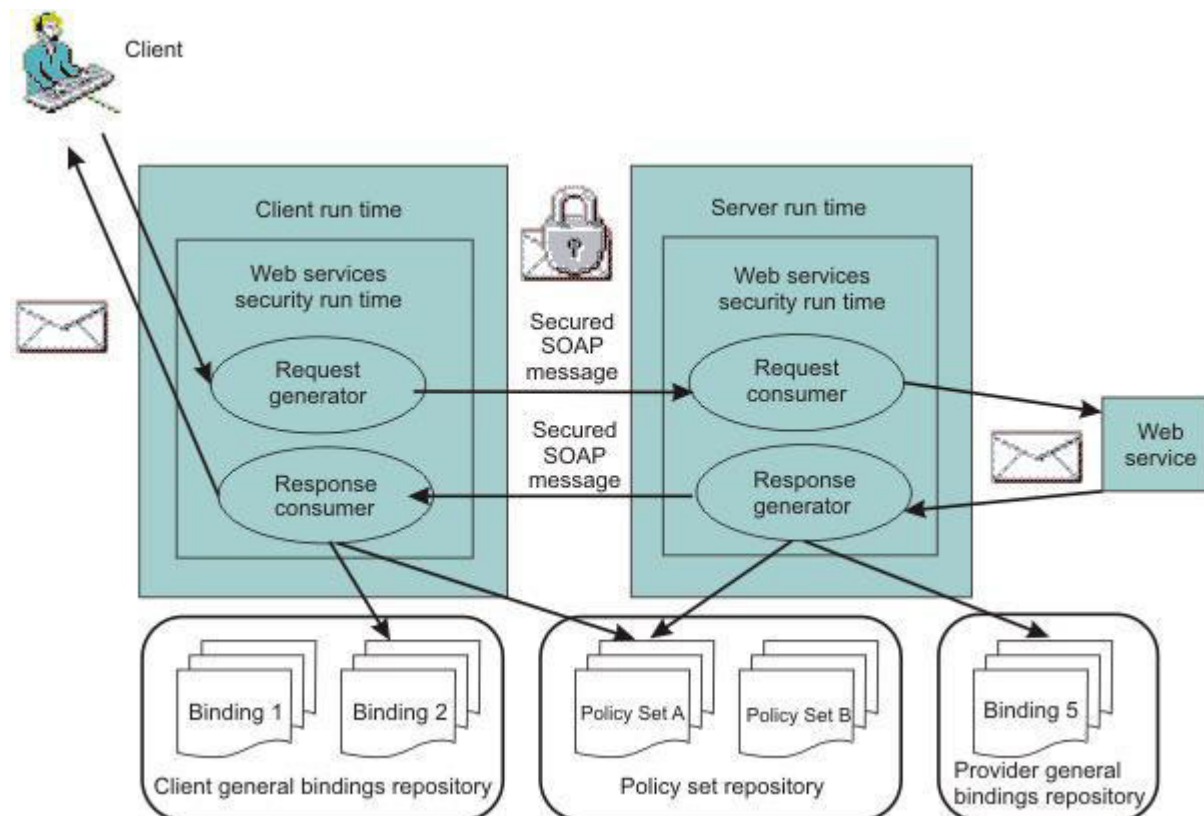 Client
Client run time
Server run time
Web services
security run time
Web services
security run time
Secured
SOAP
message
Request
generator
Request
consumer
Secured
SOAP
message
Web
service
Response
consumer
Response
generator
Binding 1
Binding 2
Policy Set A
Policy Set B
Binding 5
Client general bindings repository
Policy set repository
Provider general
bindings repository